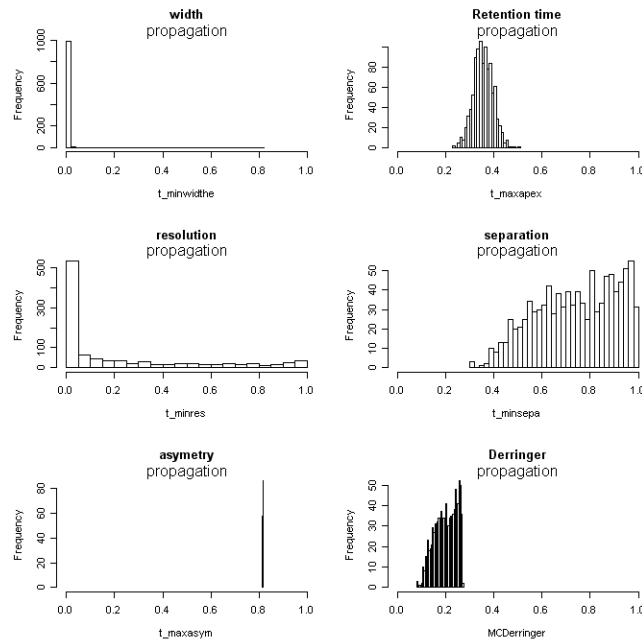 width
propagation
Frequency
0 200 600 1000
0.0 0.2 0.4 0.6 0.8 1.0
t_minwidthe
Retention time
propagation
Frequency
0 20 40 60 80
0.0 0.2 0.4 0.6 0.8 1.0
t_maxapex
resolution
propagation
Frequency
0 100 300 500
0.0 0.2 0.4 0.6 0.8 1.0
t_minres
separation
propagation
Frequency
0 10 20 30 40 50
0.0 0.2 0.4 0.6 0.8 1.0
t_minsepa
asymetry
propagation
Frequency
0 20 40 60 80
0.0 0.2 0.4 0.6 0.8 1.0
t_maxasym
Derringer
propagation
Frequency
0 10 20 30 40 50
0.0 0.2 0.4 0.6 0.8 1.0
MCDerringer